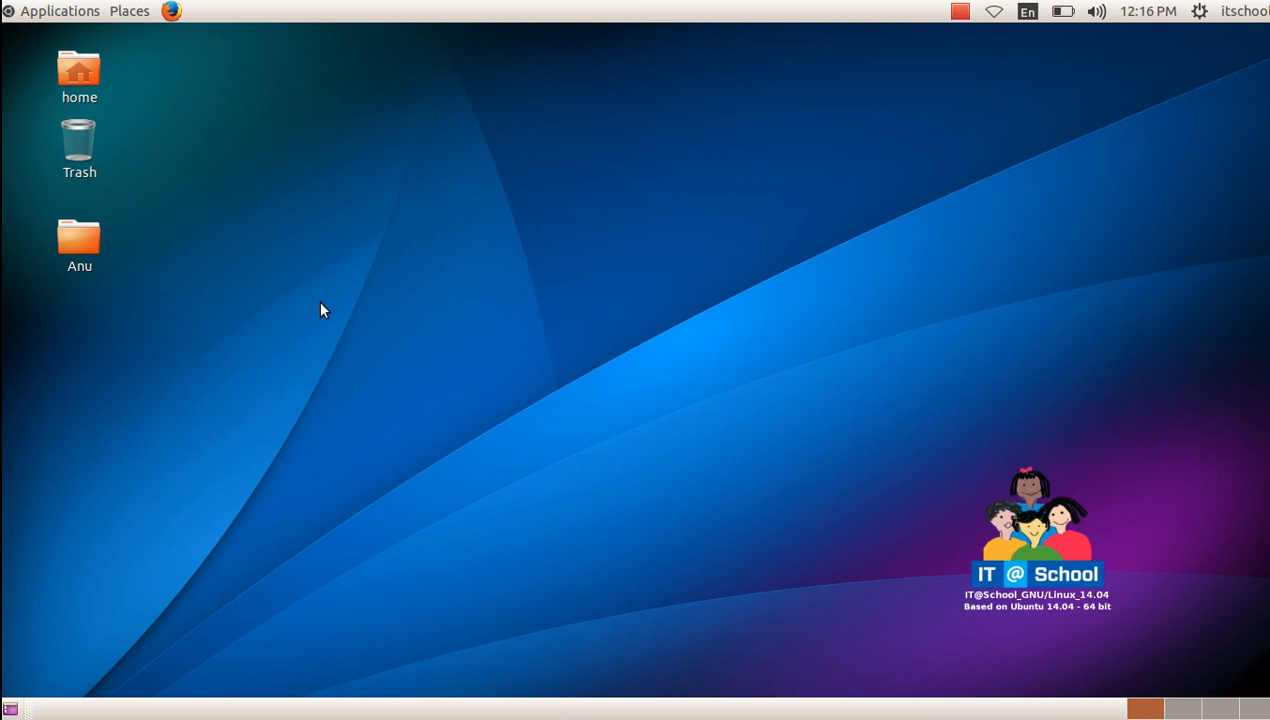 Applications Places
En 12:16 PM itschool
home
Trash
Anu
IT @ School
IT@School_GNU/Linux_14.04
Based on Ubuntu 14.04 - 64 bit